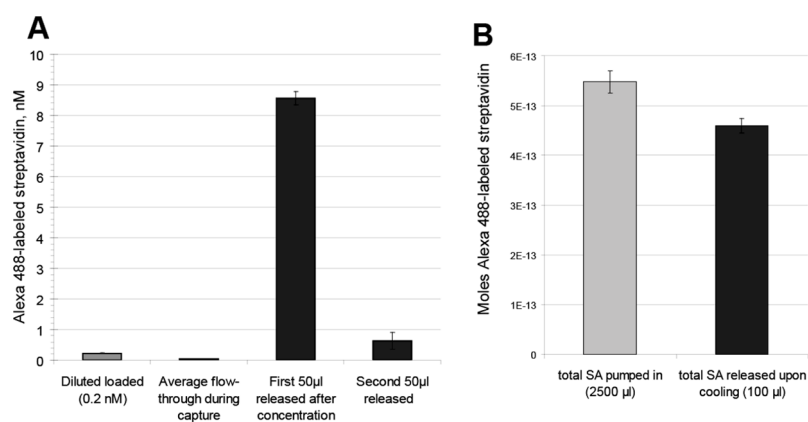 A
Alexa 488-labeled streptavidin, nM
10
9
8
7
6
5
4
3
2
1
0
Diluted loaded
(0.2 nM)
Average flow-
through during
capture
First 50µl
released after
concentration
Second 50µl
released
B
Moles Alexa 488-labeled streptavidin
6E-13
5E-13
4E-13
3E-13
2E-13
1E-13
0
total SA pumped in
(2500 µl)
total SA released upon
cooling (100 µl)